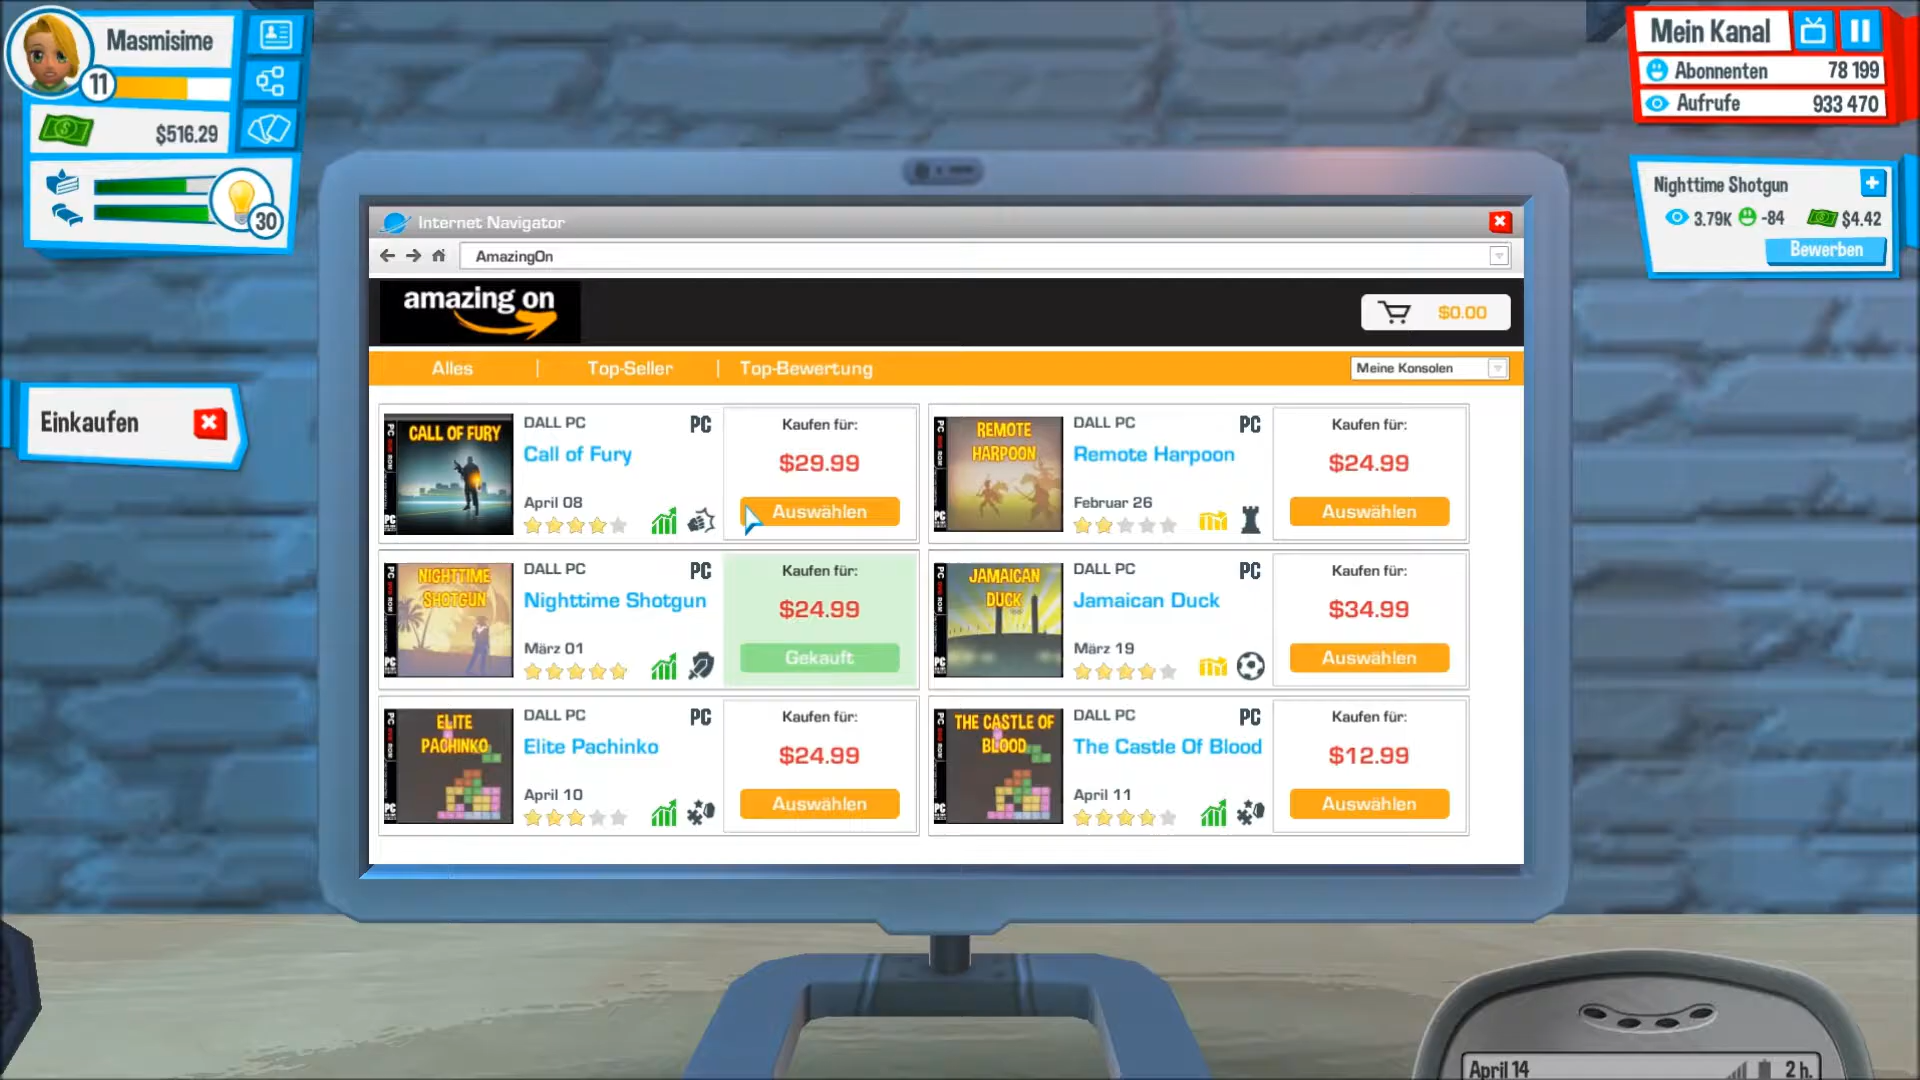 Masmisime
11
$516.29
30
Mein Kanal
Abonnenten 78 199
Aufrufe 933 470
Nighttime Shotgun
3.79K -84 $4.42
Bewerben
Einkaufen
Internet Navigator
AmazingOn
amazing on
$0.00
Alles | Top-Seller | Top-Bewertung
Meine Konsolen
CALL OF FURY
PC
DALL PC PC
Call of Fury
April 08
Kaufen für:
$29.99
Auswählen
REMOTE
HARPOON
PC
DALL PC PC
Remote Harpoon
Februar 26
Kaufen für:
$24.99
Auswählen
NIGHTTIME
SHOTGUN
PC
DALL PC PC
Nighttime Shotgun
März 01
Kaufen für:
$24.99
Gekauft
JAMAICAN
DUCK
PC
DALL PC PC
Jamaican Duck
März 19
Kaufen für:
$34.99
Auswählen
ELITE
PACHINKO
PC
DALL PC PC
Elite Pachinko
April 10
Kaufen für:
$24.99
Auswählen
THE CASTLE OF
BLOOD
PC
DALL PC PC
The Castle Of Blood
April 11
Kaufen für:
$12.99
Auswählen
April 14 2 h.